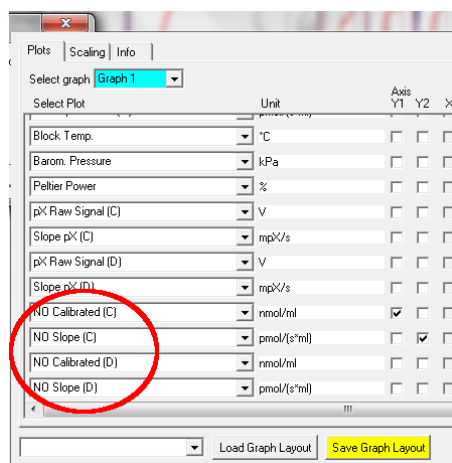 Plots Scaling Info
Select graph Graph 1
Axis
Select Plot Unit Y1 Y2 X
Block Temp. °C
Barom. Pressure kPa
Peltier Power %
pX Raw Signal (C) V
Slope pX (C) mpX/s
pX Raw Signal (D) V
Slope pX (D) mpX/s
NO Calibrated (C) nmol/ml
NO Slope (C) pmol/(s*ml)
NO Calibrated (D) nmol/ml
NO Slope (D) pmol/(s*ml)
Load Graph Layout Save Graph Layout